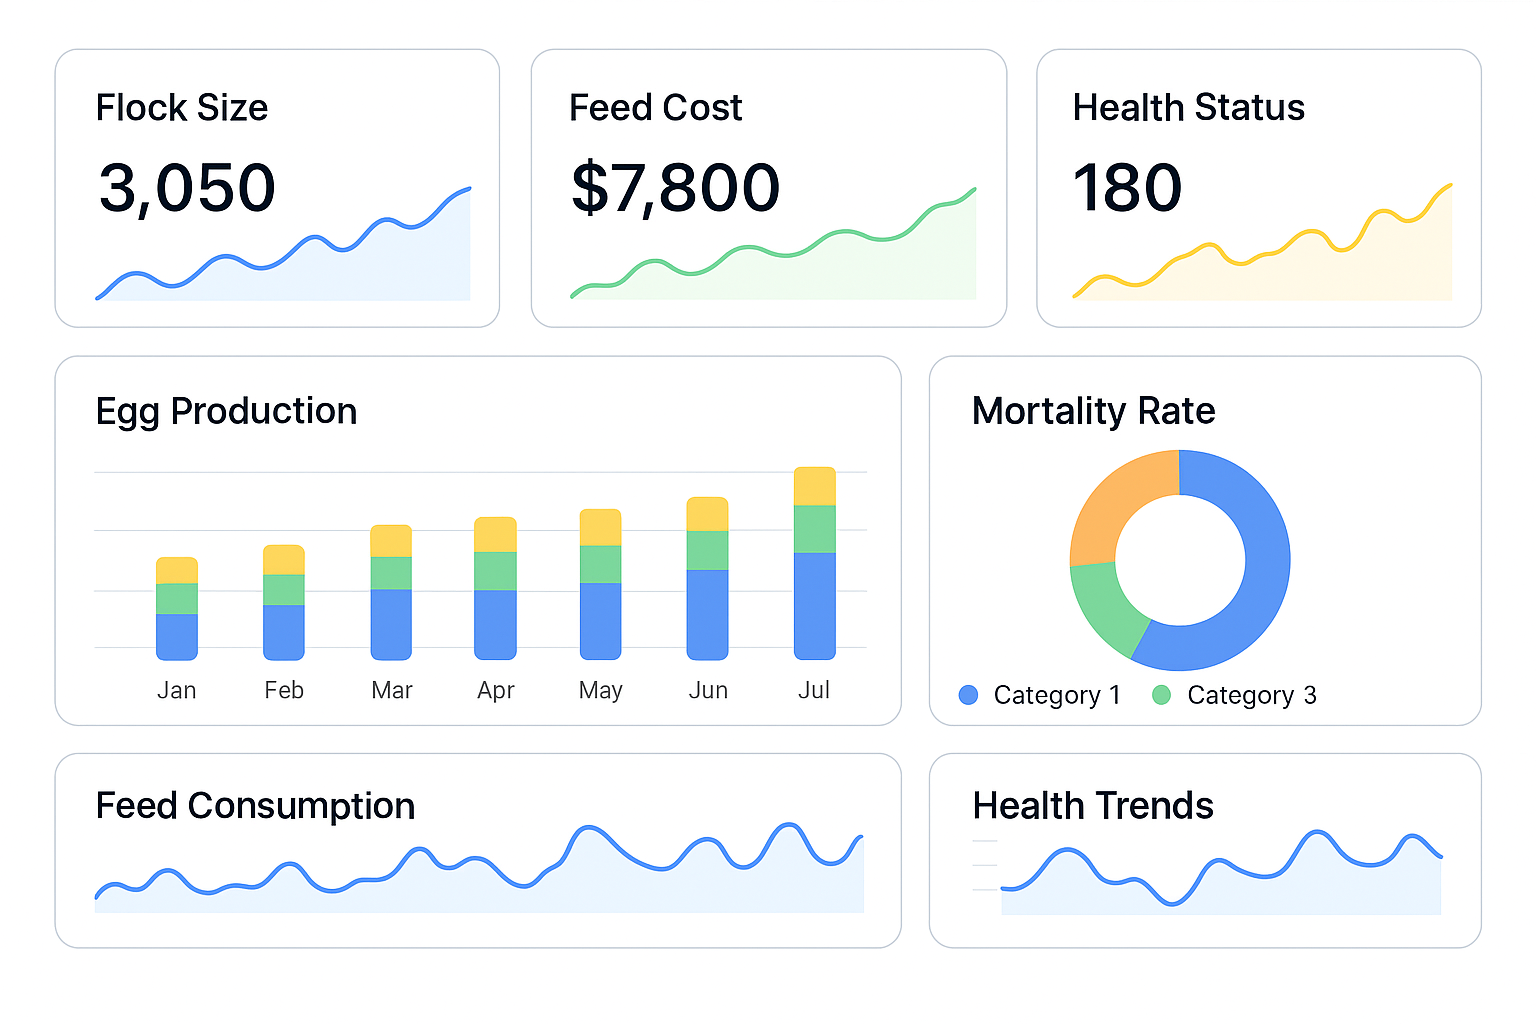 Flock Size
3,050
Feed Cost
$7,800
Health Status
180
Egg Production
Jan Feb Mar Apr May Jun Jul
Mortality Rate
Category 1 Category 3
Feed Consumption
Health Trends